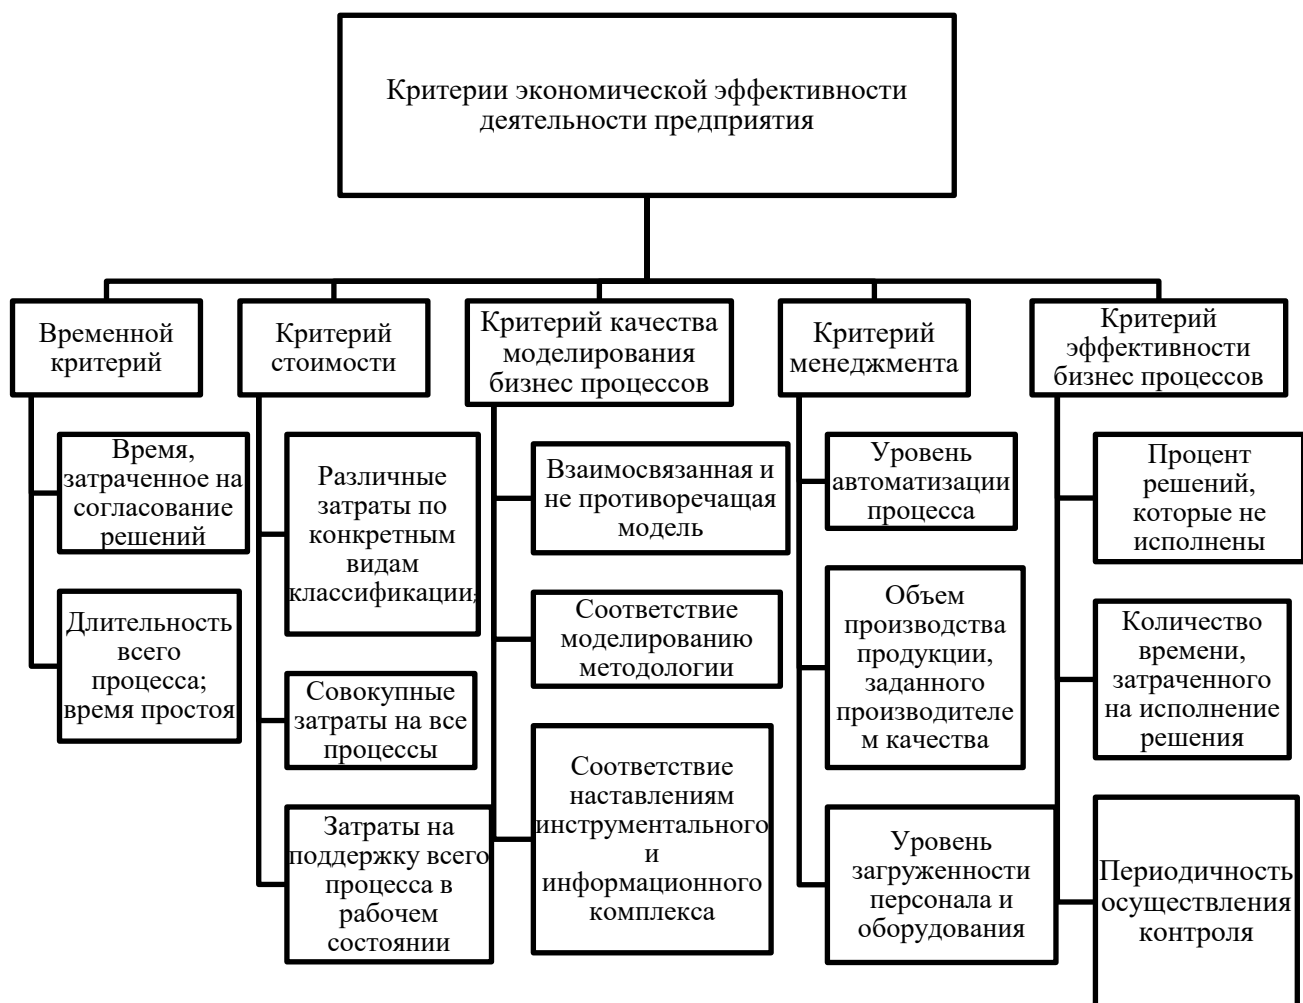 Критерии экономической эффективности
деятельности предприятия
Временной
критерий
Время,
затраченное на
согласование
решений
Длительность
всего
процесса;
время простоя
Критерий
стоимости
Различные
затраты по
конкретным
видам
классификации;
Совокупные
затраты на все
процессы
Затраты на
поддержку всего
процесса в
рабочем
состоянии
Критерий качества
моделирования
бизнес процессов
Взаимосвязанная и
не противоречащая
модель
Соответствие
моделированию
методологии
Соответствие
наставлениям
инструментального
и
информационного
комплекса
Критерий
менеджмента
Уровень
автоматизации
процесса
Объем
производства
продукции,
заданного
производителе
м качества
Уровень
загруженности
персонала и
оборудования
Критерий
эффективности
бизнес процессов
Процент
решений,
которые не
исполнены
Количество
времени,
затраченного
на исполнение
решения
Периодичность
осуществления
контроля